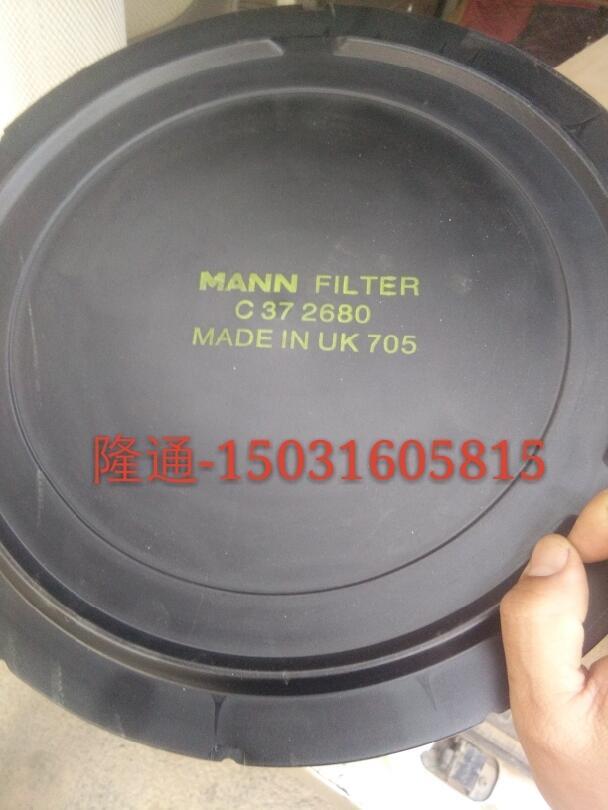 MANN FILTER
C 37 2680
MADE IN UK 705
隆通-15031605815